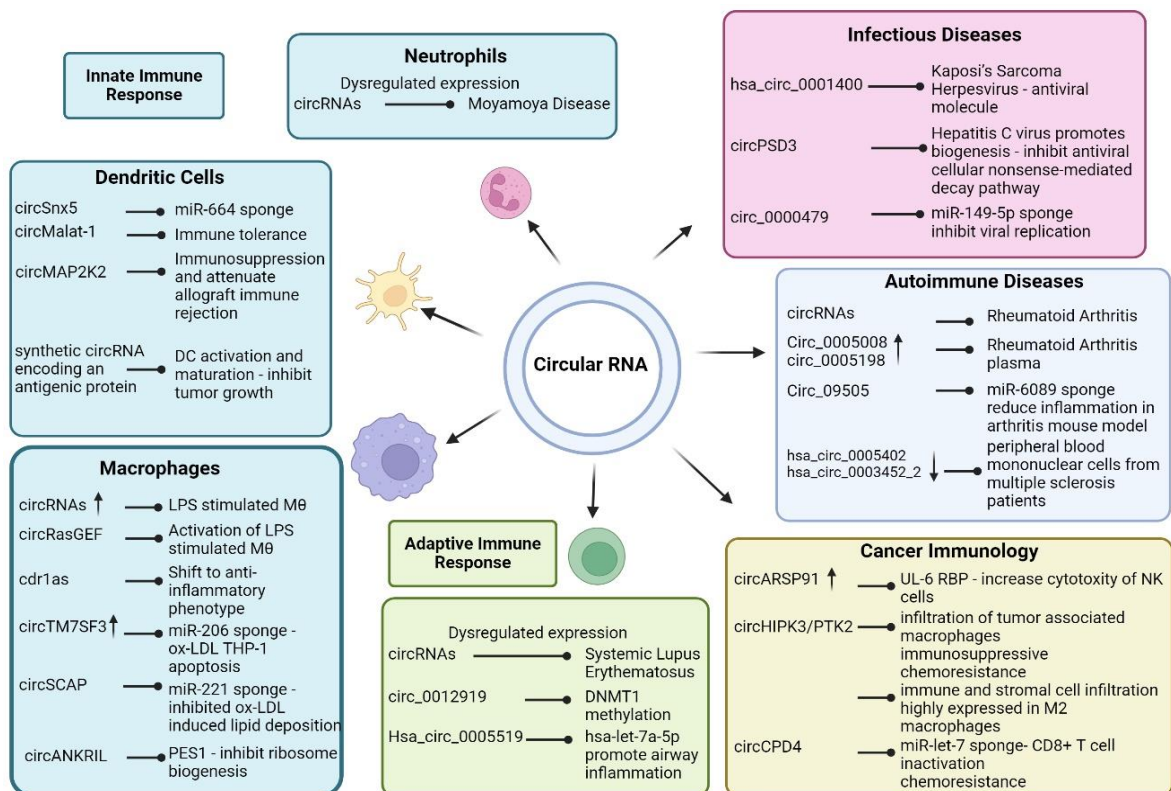 Innate Immune
Response
Neutrophils
Dysregulated expression
circRNAs Moyamoya Disease
Dendritic Cells
circSnx5 miR-664 sponge
circMalat-1 Immune tolerance
circMAP2K2 Immunosuppression
and attenuate
allograft immune
rejection
synthetic circRNA
encoding an
antigenic protein
DC activation and
maturation - inhibit
tumor growth
Macrophages
circRNAs LPS stimulated Mθ
circRasGEF Activation of LPS
stimulated Mθ
cdr1as Shift to anti-
inflammatory
phenotype
circTM7SF3 miR-206 sponge -
ox-LDL THP-1
apoptosis
circSCAP miR-221 sponge -
inhibited ox-LDL
induced lipid deposition
circANKRIL PES1 - inhibit ribosome
biogenesis
Circular RNA
Adaptive Immune
Response
Dysregulated expression
circRNAs Systemic Lupus
Erythematosus
circ_0012919 DNMT1
methylation
Hsa_circ_0005519 hsa-let-7a-5p
promote airway
inflammation
Infectious Diseases
hsa_circ_0001400 Kaposi's Sarcoma
Herpesvirus - antiviral
molecule
circPSD3 Hepatitis C virus promotes
biogenesis - inhibit antiviral
cellular nonsense-mediated
decay pathway
circ_0000479 miR-149-5p sponge
inhibit viral replication
Autoimmune Diseases
circRNAs Rheumatoid Arthritis
Circ_0005008
circ_0005198
Rheumatoid Arthritis
plasma
Circ_09505 miR-6089 sponge
reduce inflammation in
arthritis mouse model
hsa_circ_0005402
hsa_circ_0003452_2
peripheral blood
mononuclear cells from
multiple sclerosis
patients
Cancer Immunology
circARSP91 UL-6 RBP - increase cytotoxity of NK
cells
circHIPK3/PTK2 infiltration of tumor associated
macrophages
immunosuppressive
chemoresistance
immune and stromal cell infiltration
highly expressed in M2
macrophages
circCPD4 miR-let-7 sponge- CD8+ T cell
inactivation
chemoresistance